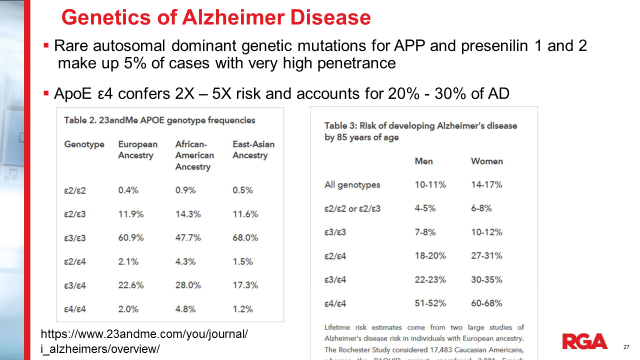 Genetics of Alzheimer Disease
▪ Rare autosomal dominant genetic mutations for APP and presenilin 1 and 2
make up 5% of cases with very high penetrance
▪ ApoE ε4 confers 2X – 5X risk and accounts for 20% - 30% of AD
Table 2. 23andMe APOE genotype frequencies
Genotype European African- East-Asian
Ancestry American Ancestry
Ancestry
ε2/ε2 0.4% 0.9% 0.5%
ε2/ε3 11.9% 14.3% 11.6%
ε3/ε3 60.9% 47.7% 68.0%
ε2/ε4 2.1% 4.3% 1.5%
ε3/ε4 22.6% 28.0% 17.3%
ε4/ε4 2.0% 4.8% 1.2%
Table 3: Risk of developing Alzheimer's disease
by 85 years of age
Men Women
All genotypes 10-11% 14-17%
ε2/ε2 or ε2/ε3 4-5% 6-8%
ε3/ε3 7-8% 10-12%
ε2/ε4 18-20% 27-31%
ε3/ε4 22-23% 30-35%
ε4/ε4 51-52% 60-68%
Lifetime risk estimates come from two large studies of
Alzheimer's disease risk in individuals with European ancestry.
The Rochester Study considered 17,483 Caucasian Americans,
https://www.23andme.com/you/journal/
i_alzheimers/overview/
RGA
27